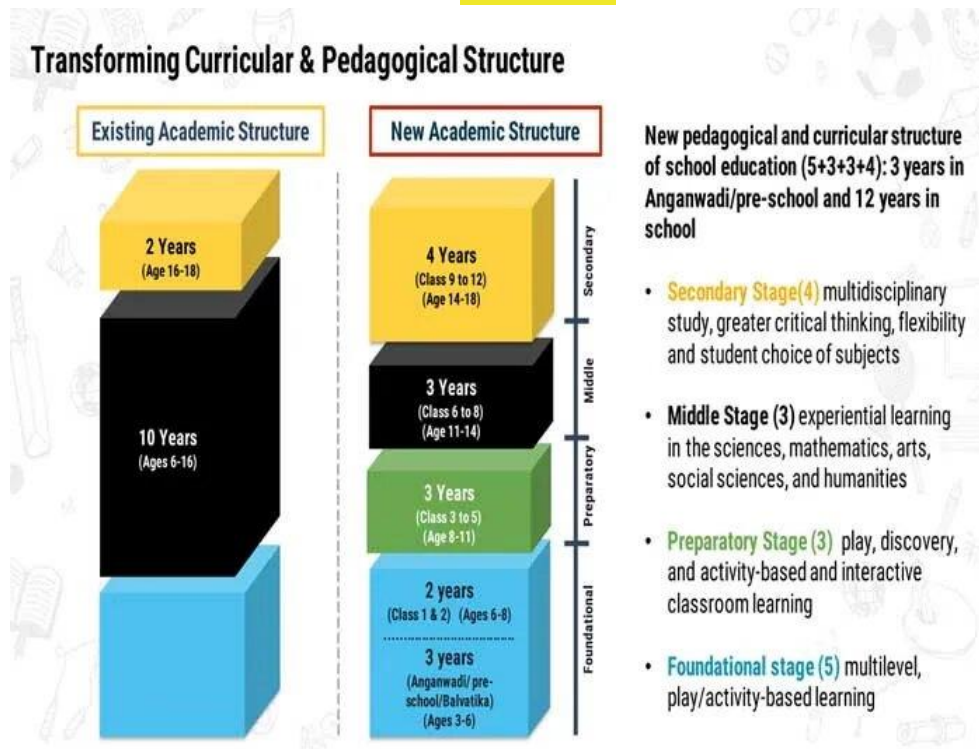 Transforming Curricular & Pedagogical Structure
Existing Academic Structure
2 Years
(Age 16-18)
10 Years
(Ages 6-16)
New Academic Structure
4 Years
(Class 9 to 12)
(Age 14-18)
Secondary
3 Years
(Class 6 to 8)
(Age 11-14)
Middle
3 Years
(Class 3 to 5)
(Age 8-11)
Preparatory
2 years
(Class 1 & 2) (Ages 6-8)
3 years
(Anganwadi/ pre-
school/Balvatika)
(Ages 3-6)
Foundational
New pedagogical and curricular structure
of school education (5+3+3+4): 3 years in
Anganwadi/pre-school and 12 years in
school
• Secondary Stage(4) multidisciplinary
study, greater critical thinking, flexibility
and student choice of subjects
• Middle Stage (3) experiential learning
in the sciences, mathematics, arts,
social sciences, and humanities
• Preparatory Stage (3) play, discovery,
and activity-based and interactive
classroom learning
• Foundational stage (5) multilevel,
play/activity-based learning